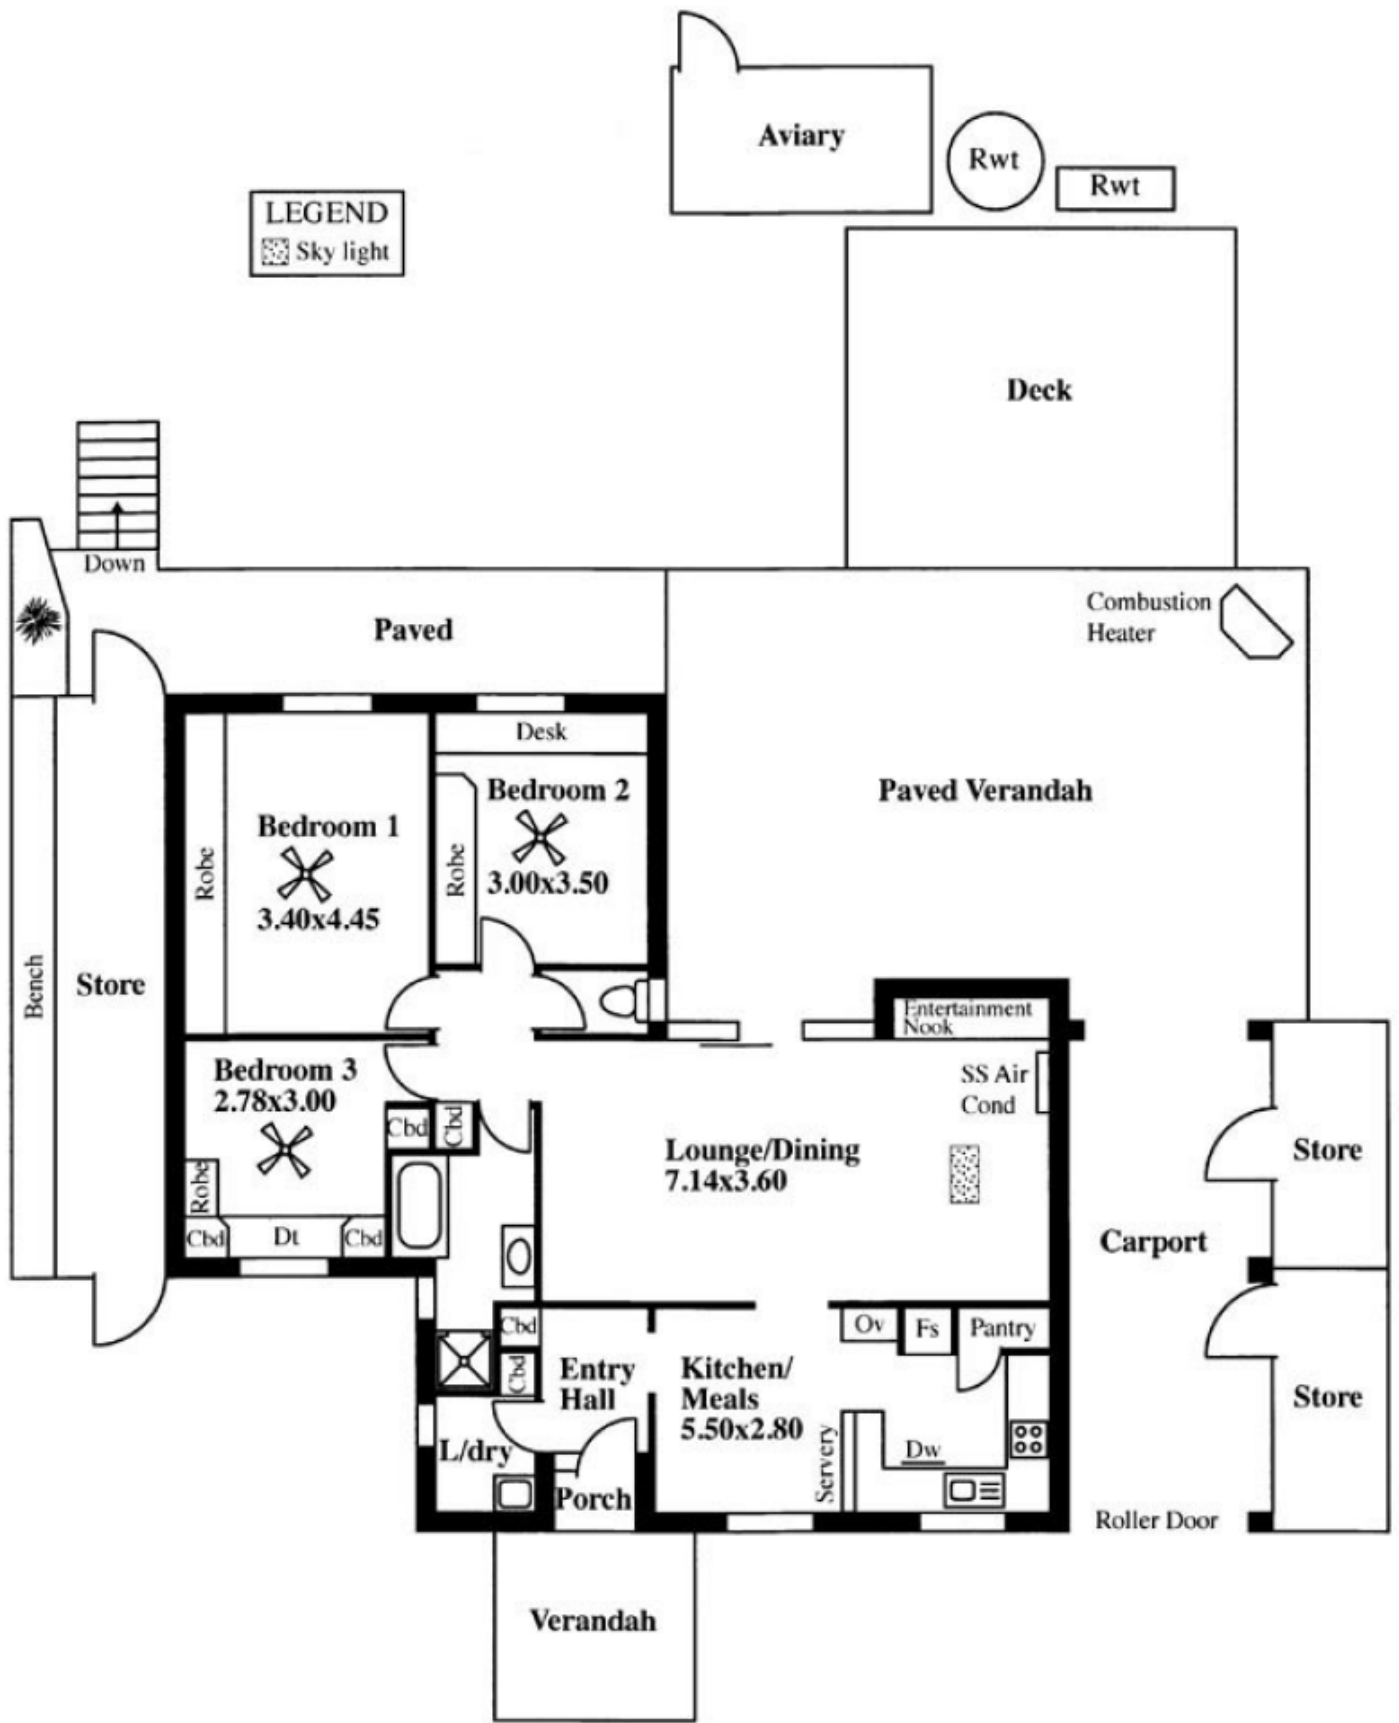 Aviary
Rwt
Rwt
LEGEND
Sky light
Deck
Down
Paved
Combustion
Heater
Desk
Bedroom 2
3.00x3.50
Robe
Bedroom 1
3.40x4.45
Robe
Paved Verandah
Store
Bench
Entertainment
Nook
Bedroom 3
2.78x3.00
SS Air
Cond
Cbd
Cbd
Lounge/Dining
7.14x3.60
Store
Robe
Cbd
Dt
Cbd
Carport
Cbd
Cbd
Ov
Fs
Pantry
Entry
Hall
Kitchen/
Meals
5.50x2.80
Store
L/dry
Servery
Dw
Porch
Roller Door
Verandah